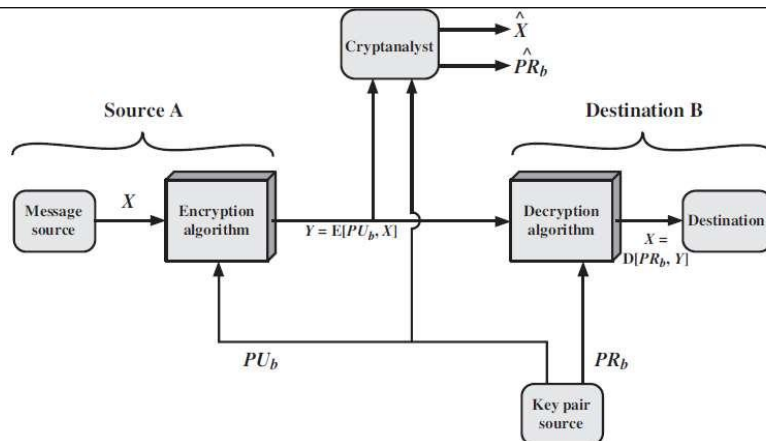 Cryptanalyst
X̂
P̂R_b
Source A
Destination B
Message
source
X
Encryption
algorithm
Y = E[PU_b, X]
Decryption
algorithm
X =
D[PR_b, Y]
Destination
PU_b
PR_b
Key pair
source